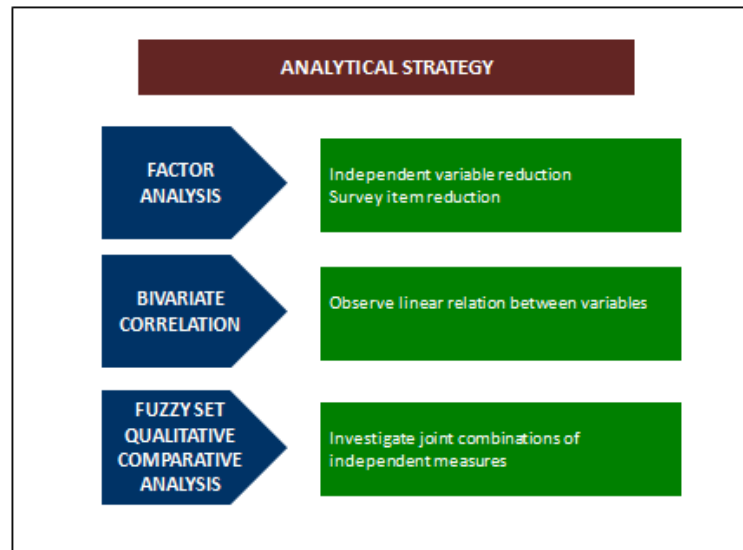 ANALYTICAL STRATEGY
FACTOR
ANALYSIS
Independent variable reduction
Survey item reduction
BIVARIATE
CORRELATION
Observe linear relation between variables
FUZZY SET
QUALITATIVE
COMPARATIVE
ANALYSIS
Investigate joint combinations of
independent measures